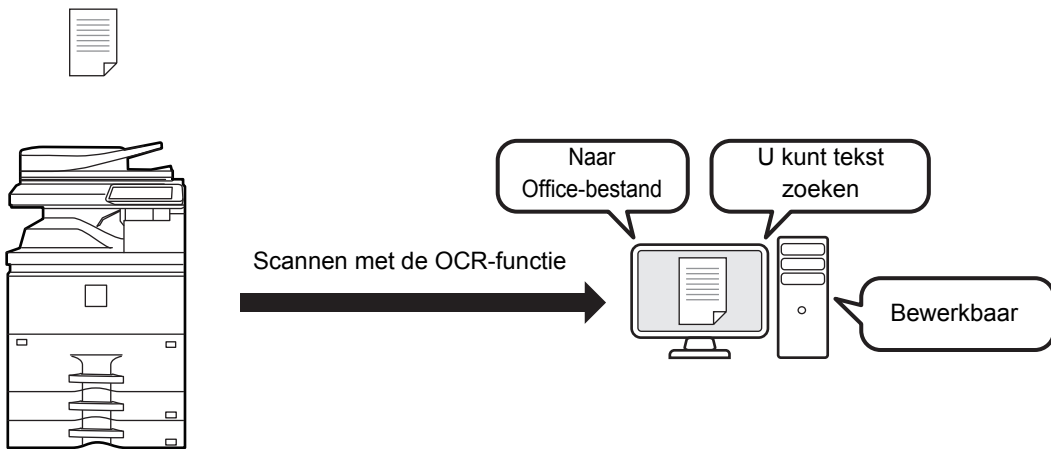 Naar
Office-bestand
U kunt tekst
zoeken
Scannen met de OCR-functie
Bewerkbaar